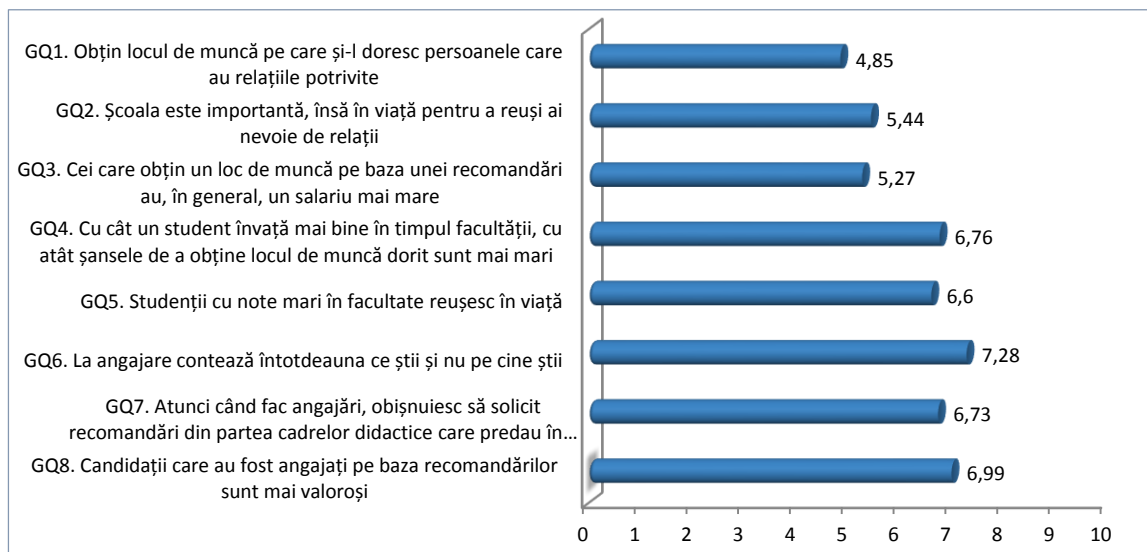 GQ1. Obțin locul de muncă pe care și-l doresc persoanele care
au relațiile potrivite
4,85
GQ2. Școala este importantă, însă în viață pentru a reuși ai
nevoie de relații
5,44
GQ3. Cei care obțin un loc de muncă pe baza unei recomandări
au, în general, un salariu mai mare
5,27
GQ4. Cu cât un student învață mai bine în timpul facultății, cu
atât șansele de a obține locul de muncă dorit sunt mai mari
6,76
GQ5. Studenții cu note mari în facultate reușesc în viață
6,6
GQ6. La angajare contează întotdeauna ce știi și nu pe cine știi
7,28
GQ7. Atunci când fac angajări, obișnuiesc să solicit
recomandări din partea cadrelor didactice care predau în…
6,73
GQ8. Candidații care au fost angajați pe baza recomandărilor
sunt mai valoroși
6,99
0 1 2 3 4 5 6 7 8 9 10